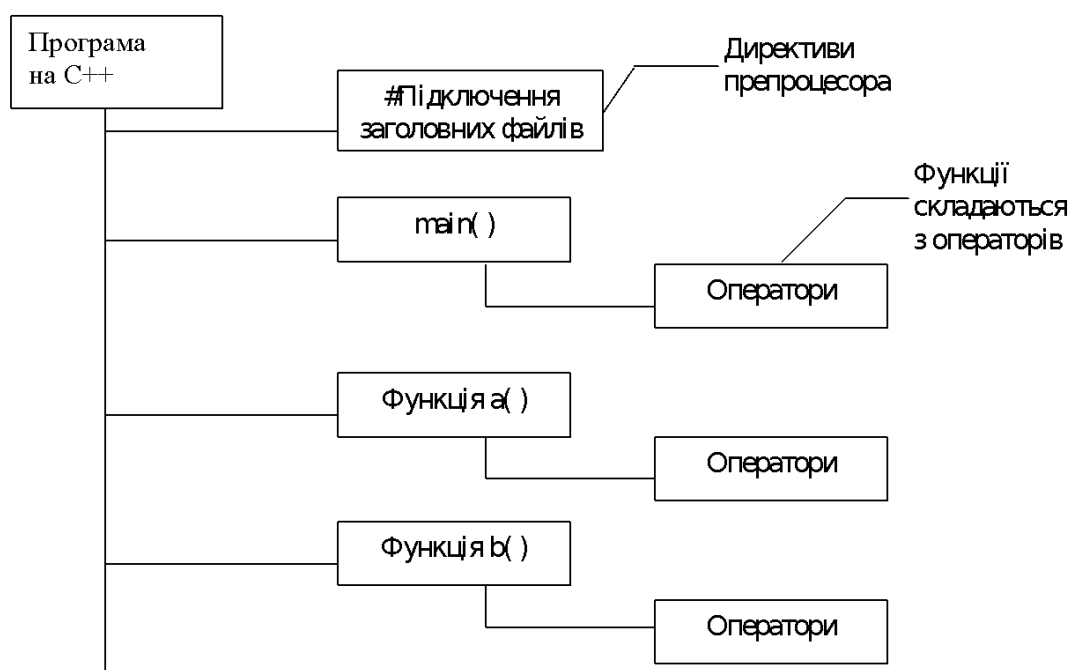 Програма
на С++
Директиви
препроцесора
#Підключення
заголовних файлів
Функції
складаються
з операторів
main( )
Оператори
Функція a( )
Оператори
Функція b( )
Оператори